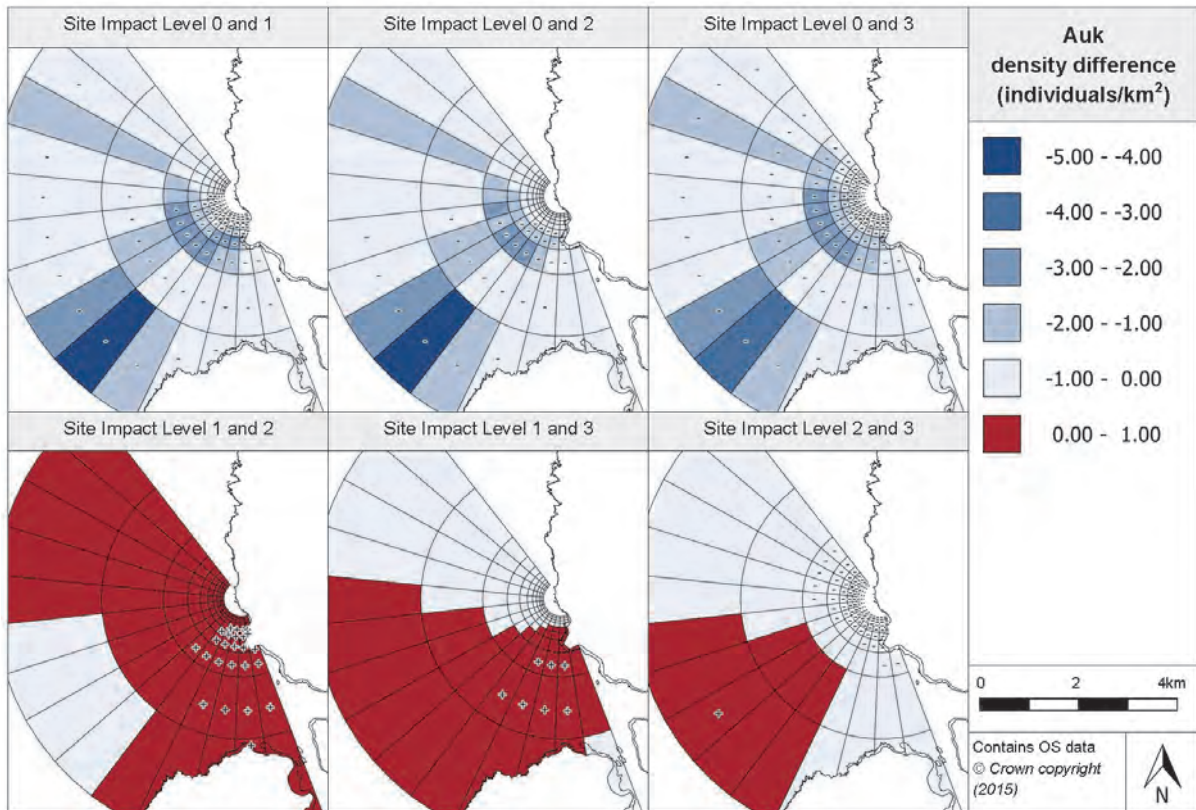 Site Impact Level 0 and 1
Site Impact Level 0 and 2
Site Impact Level 0 and 3
Site Impact Level 1 and 2
Site Impact Level 1 and 3
Site Impact Level 2 and 3
Auk
density difference
(individuals/km²)
-5.00 - -4.00
-4.00 - -3.00
-3.00 - -2.00
-2.00 - -1.00
-1.00 - 0.00
0.00 - 1.00
0 2 4km
Contains OS data
© Crown copyright
(2015)
N